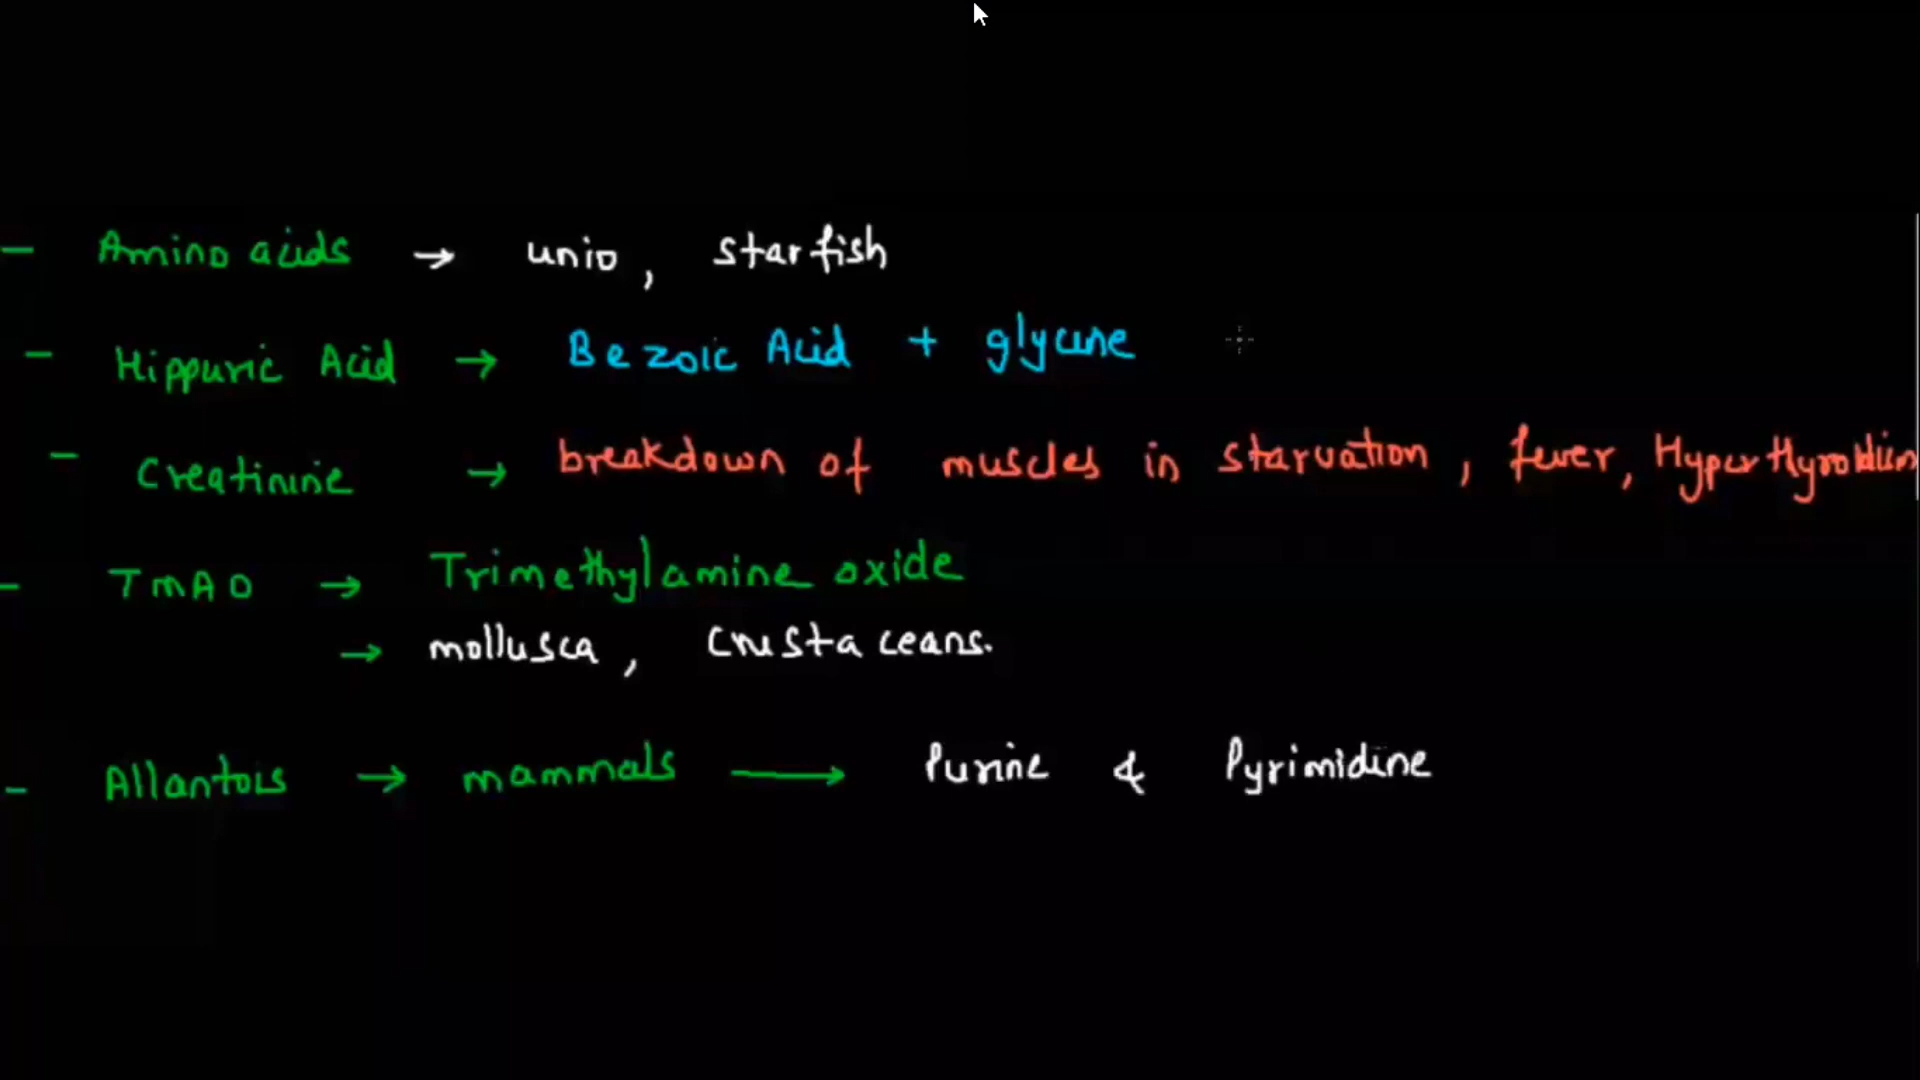 - Amino acids → unio, starfish
- Hippuric Acid → Bezoic Acid + glycine
- Creatinine → breakdown of muscles in starvation, fever, Hyperthyroidism
- TMAO → Trimethylamine oxide
→ mollusca, Crustaceans.
- Allantois → mammals → Purine & Pyrimidine